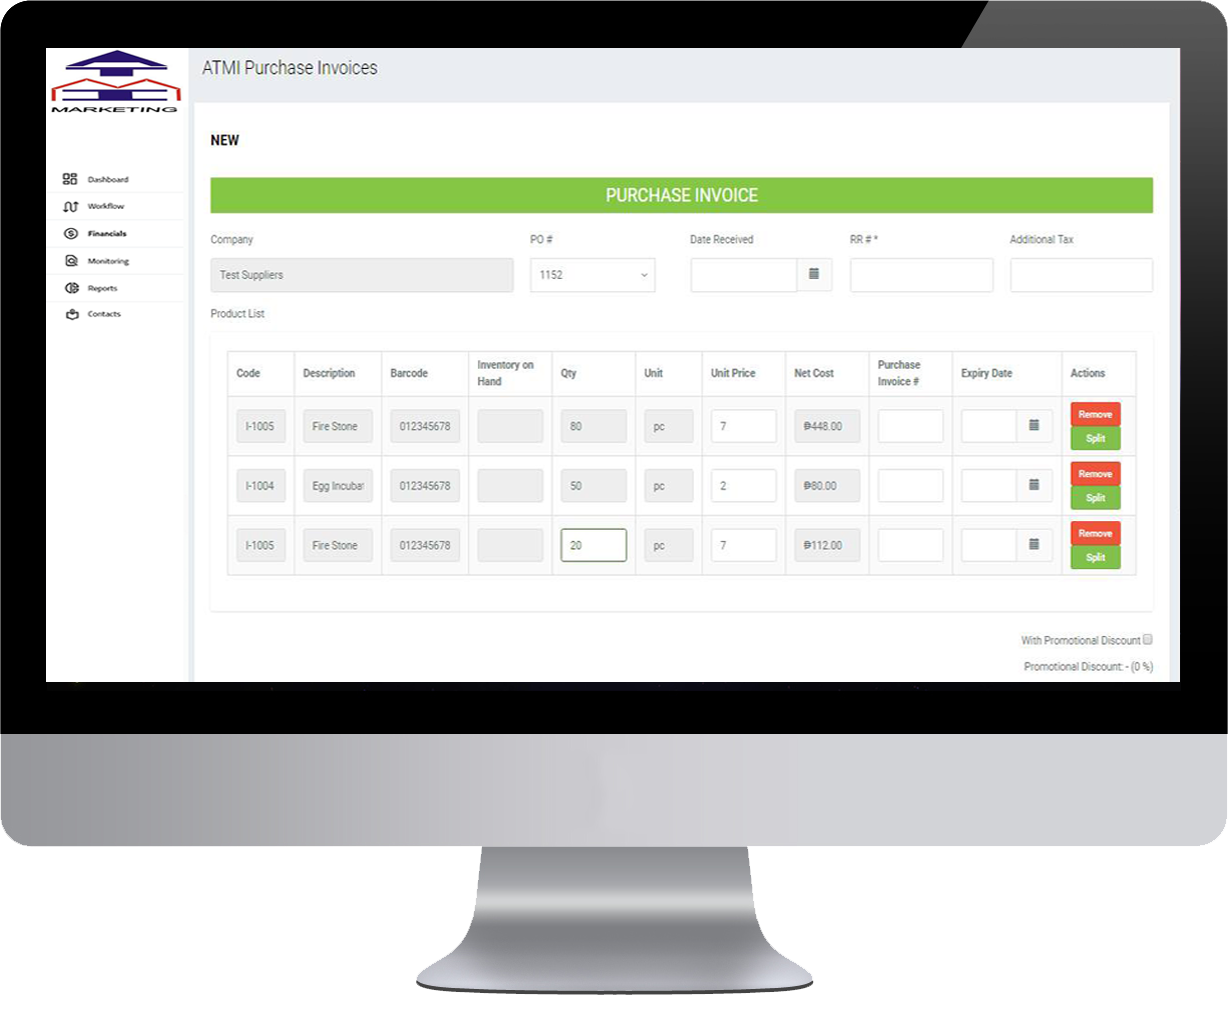 MARKETING
ATMI Purchase Invoices
NEW
Dashboard
Workflow
Financials
Monitoring
Reports
Contacts
PURCHASE INVOICE
Company PO # Date Received RR # * Additional Tax
Test Suppliers 1152
Product List
Code Description Barcode Inventory on Hand Qty Unit Unit Price Net Cost Purchase Invoice # Expiry Date Actions
I-1005 Fire Stone 012345678 80 pc 7 ₱448.00 Remove
Split
I-1004 Egg Incubat 012345678 50 pc 2 ₱80.00 Remove
Split
I-1005 Fire Stone 012345678 20 pc 7 ₱112.00 Remove
Split
With Promotional Discount
Promotional Discount: - (0 %)